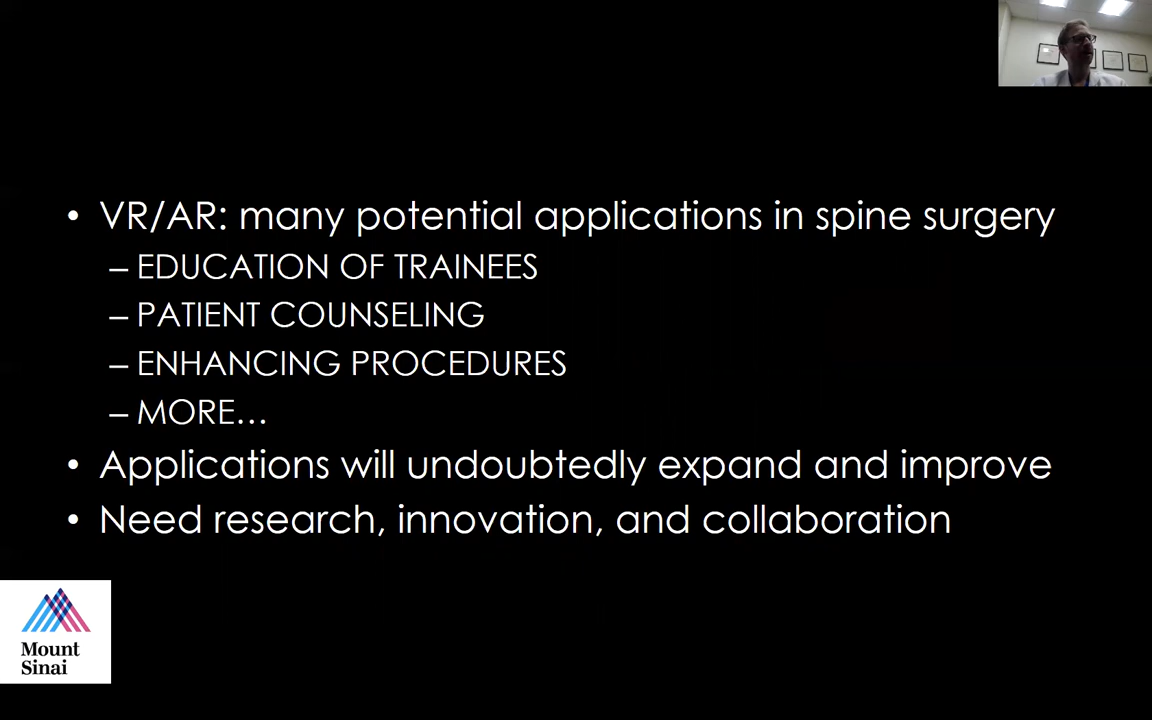 • VR/AR: many potential applications in spine surgery
– EDUCATION OF TRAINEES
– PATIENT COUNSELING
– ENHANCING PROCEDURES
– MORE…
• Applications will undoubtedly expand and improve
• Need research, innovation, and collaboration
Mount
Sinai